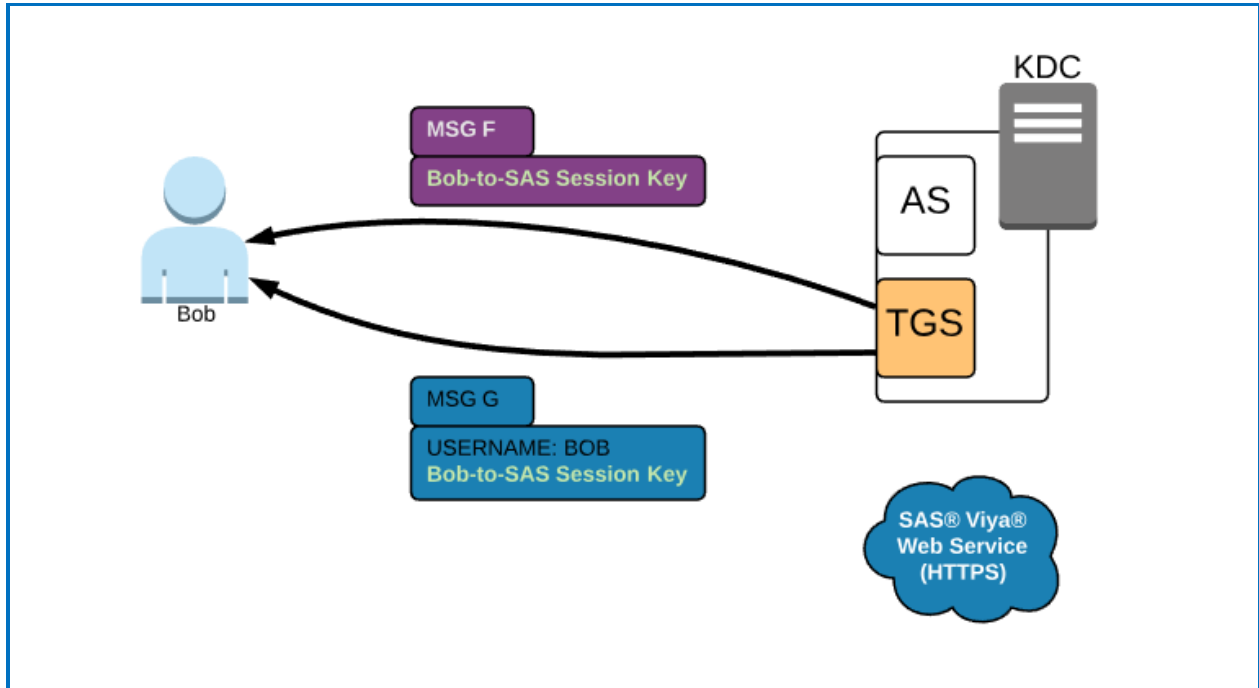 KDC
MSG F
Bob-to-SAS Session Key
AS
Bob
TGS
MSG G
USERNAME: BOB
Bob-to-SAS Session Key
SAS® Viya®
Web Service
(HTTPS)